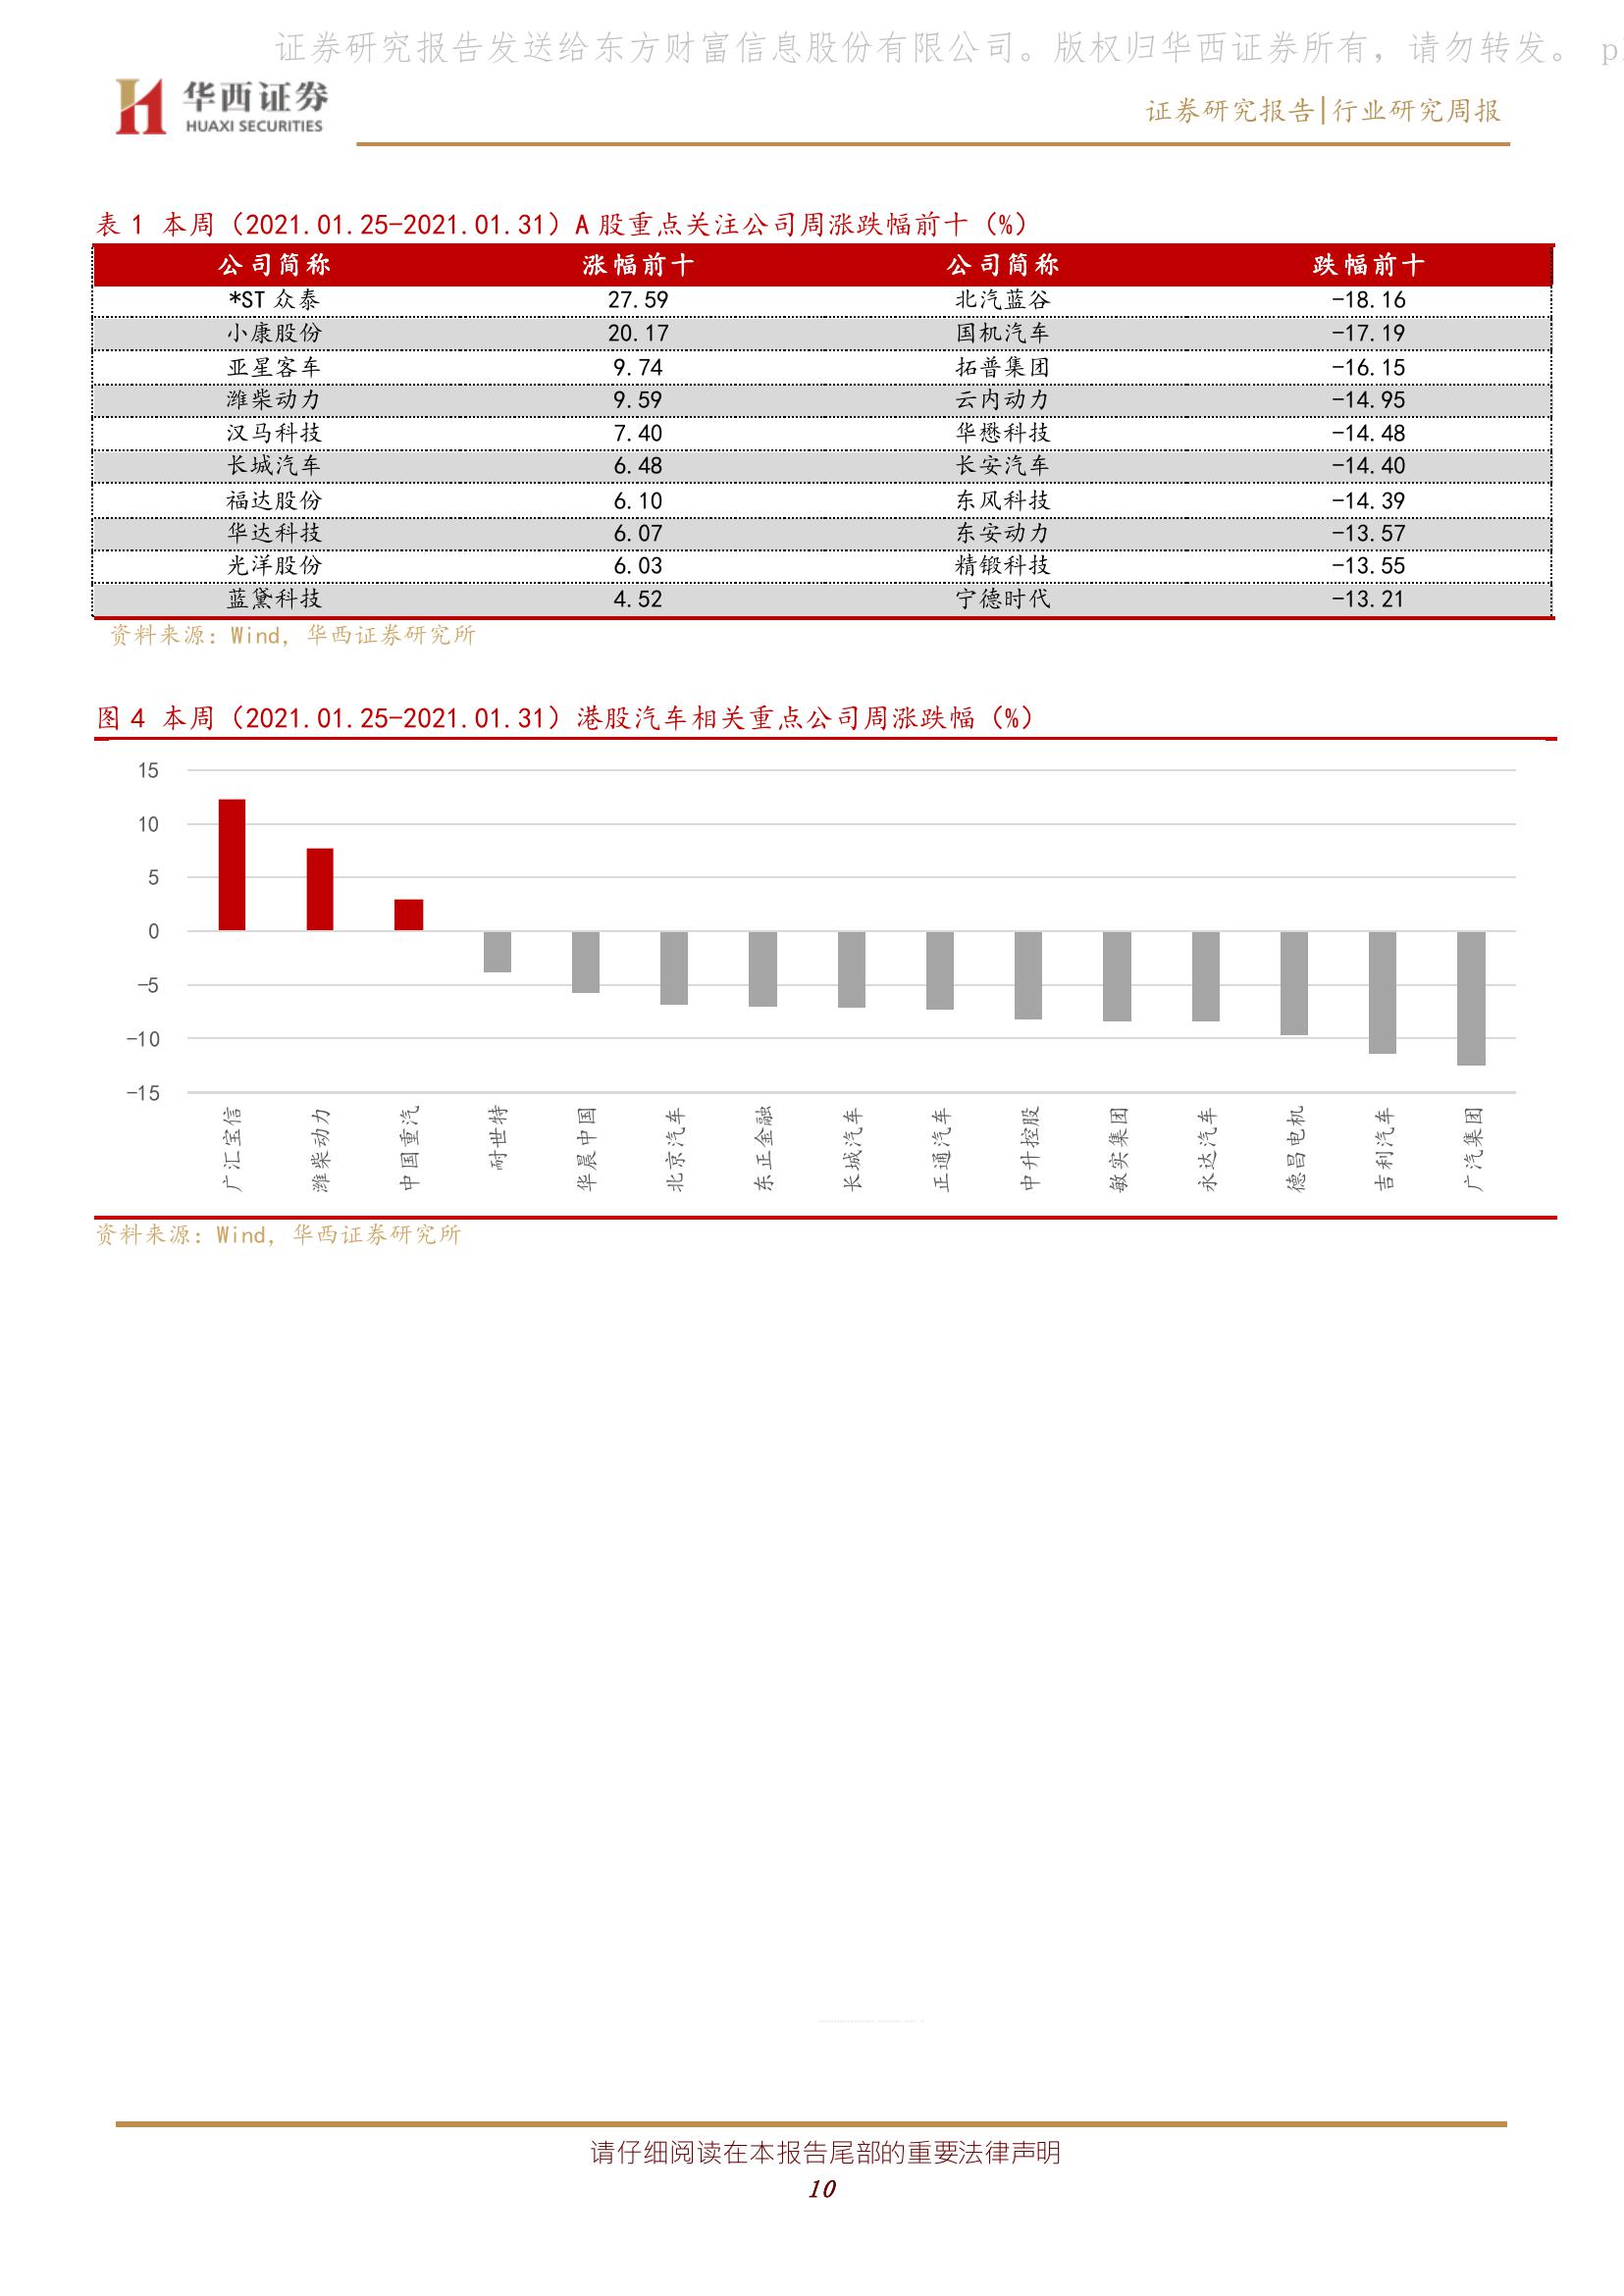 证券研究报告发送给东方财富信息股份有限公司。版权归华西证券所有，请勿转发。 p
华西证券
HUAXI SECURITIES
证券研究报告|行业研究周报
表 1 本周（2021.01.25-2021.01.31）A 股重点关注公司周涨跌幅前十（%）
公司简称 涨幅前十 公司简称 跌幅前十
*ST 众泰 27.59 北汽蓝谷 -18.16
小康股份 20.17 国机汽车 -17.19
亚星客车 9.74 拓普集团 -16.15
潍柴动力 9.59 云内动力 -14.95
汉马科技 7.40 华懋科技 -14.48
长城汽车 6.48 长安汽车 -14.40
福达股份 6.10 东风科技 -14.39
华达科技 6.07 东安动力 -13.57
光洋股份 6.03 精锻科技 -13.55
蓝黛科技 4.52 宁德时代 -13.21
资料来源：Wind，华西证券研究所
图 4 本周（2021.01.25-2021.01.31）港股汽车相关重点公司周涨跌幅（%）
15
10
5
0
-5
-10
-15
广汇宝信
潍柴动力
中国重汽
耐世特
华晨中国
北京汽车
东正金融
长城汽车
正通汽车
中升控股
敏实集团
永达汽车
德昌电机
吉利汽车
广汽集团
资料来源：Wind，华西证券研究所
请仔细阅读在本报告尾部的重要法律声明
10